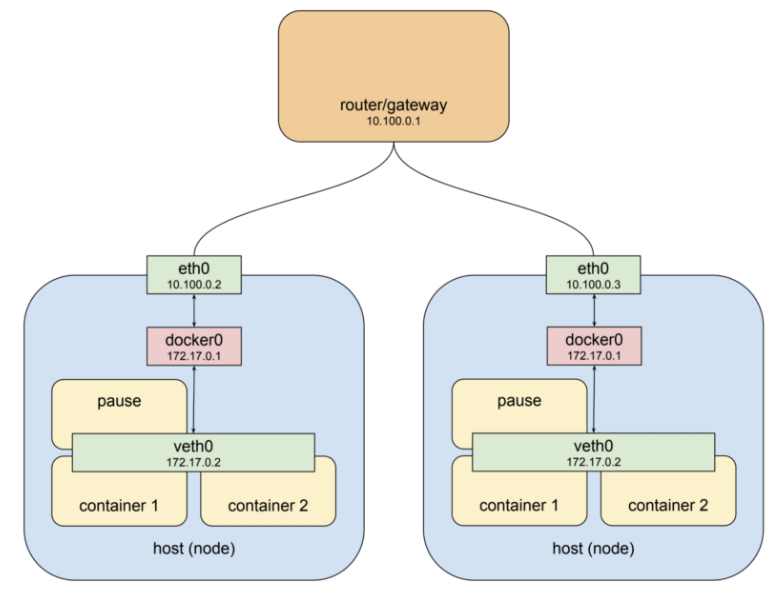 router/gateway
10.100.0.1
eth0
10.100.0.2
docker0
172.17.0.1
pause
veth0
172.17.0.2
container 1
container 2
host (node)
eth0
10.100.0.3
docker0
172.17.0.1
pause
veth0
172.17.0.2
container 1
container 2
host (node)